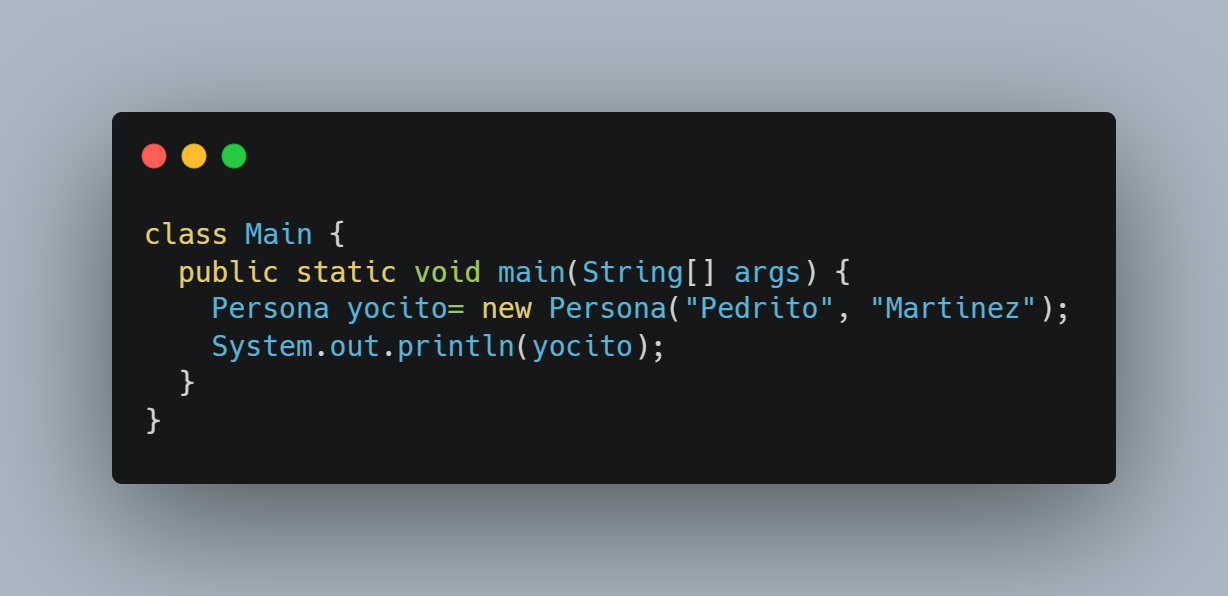 class Main {
  public static void main(String[] args) {
    Persona yocito= new Persona("Pedrito", "Martinez");
    System.out.println(yocito);
  }
}